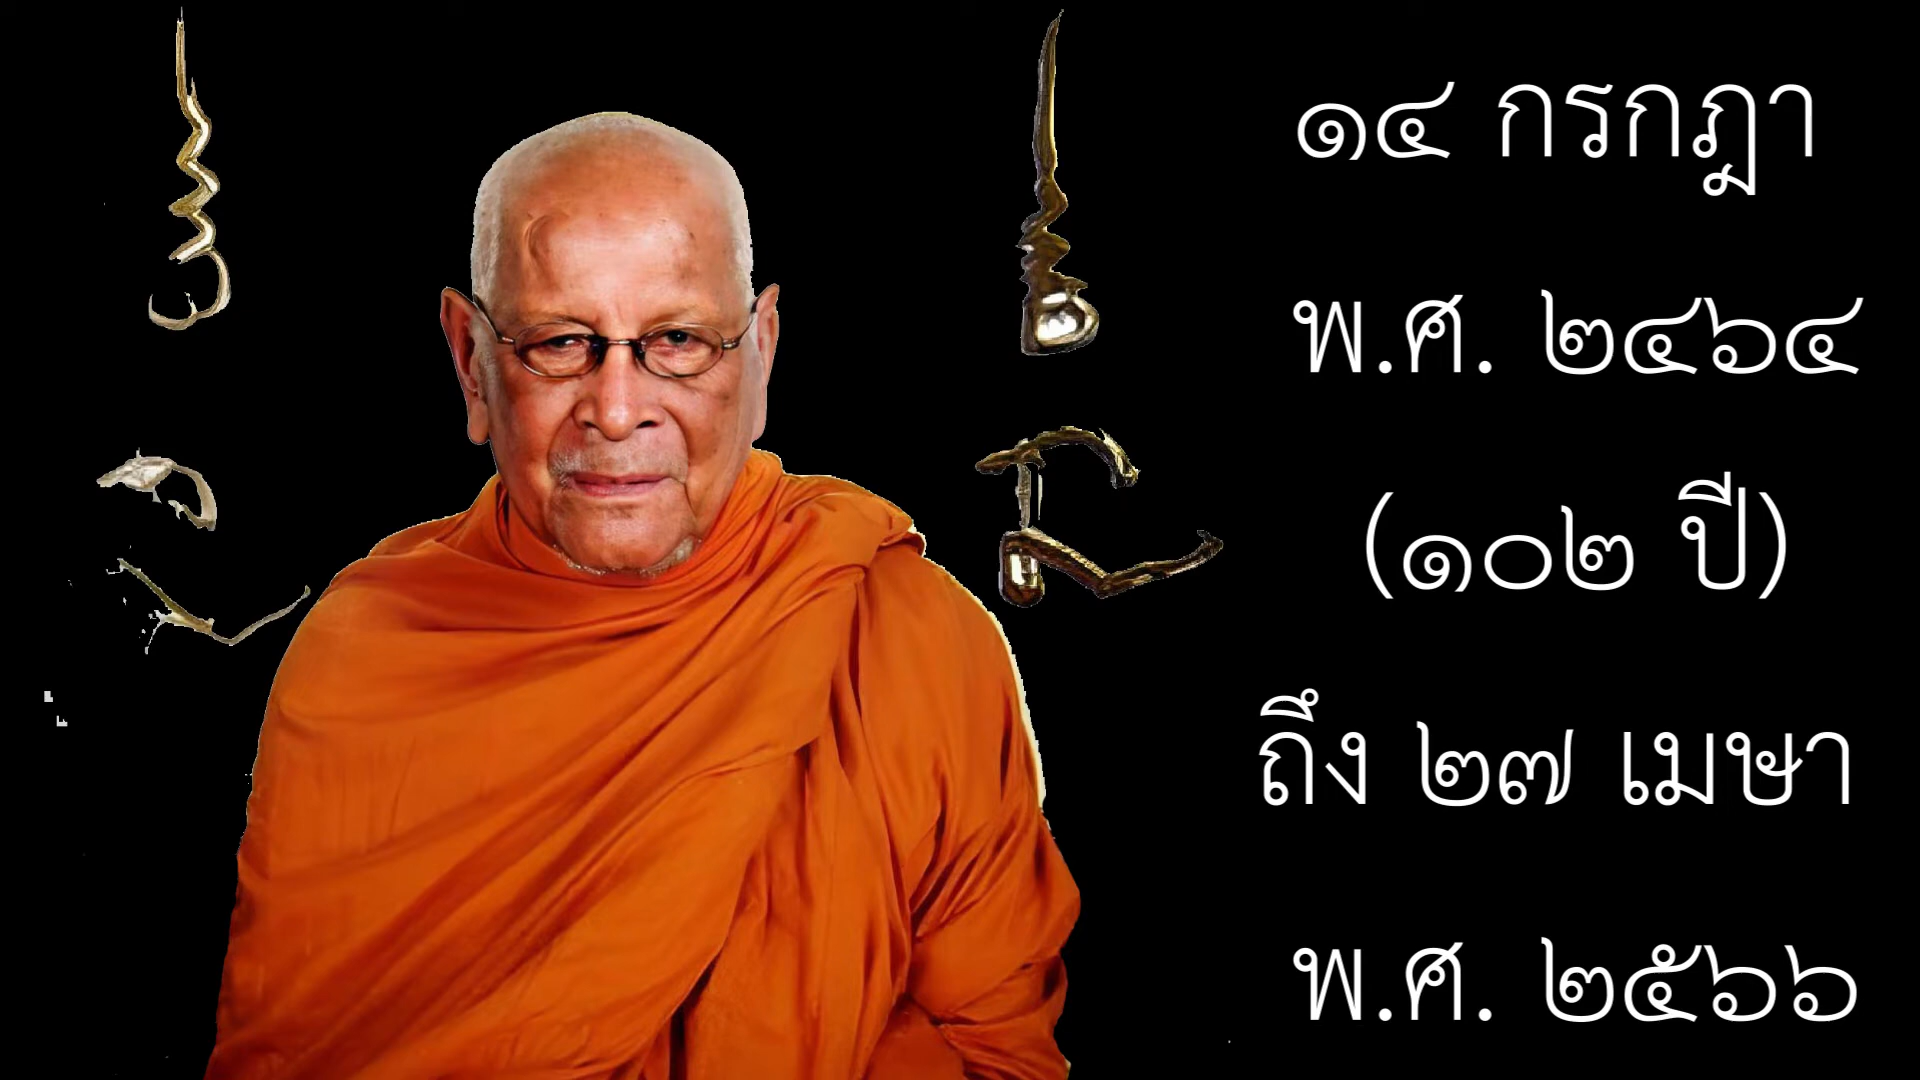 ๑๔ กรกฎา
พ.ศ. ๒๔๖๔
(๑๐๒ ปี)
ถึง ๒๗ เมษา
พ.ศ. ๒๕๖๖